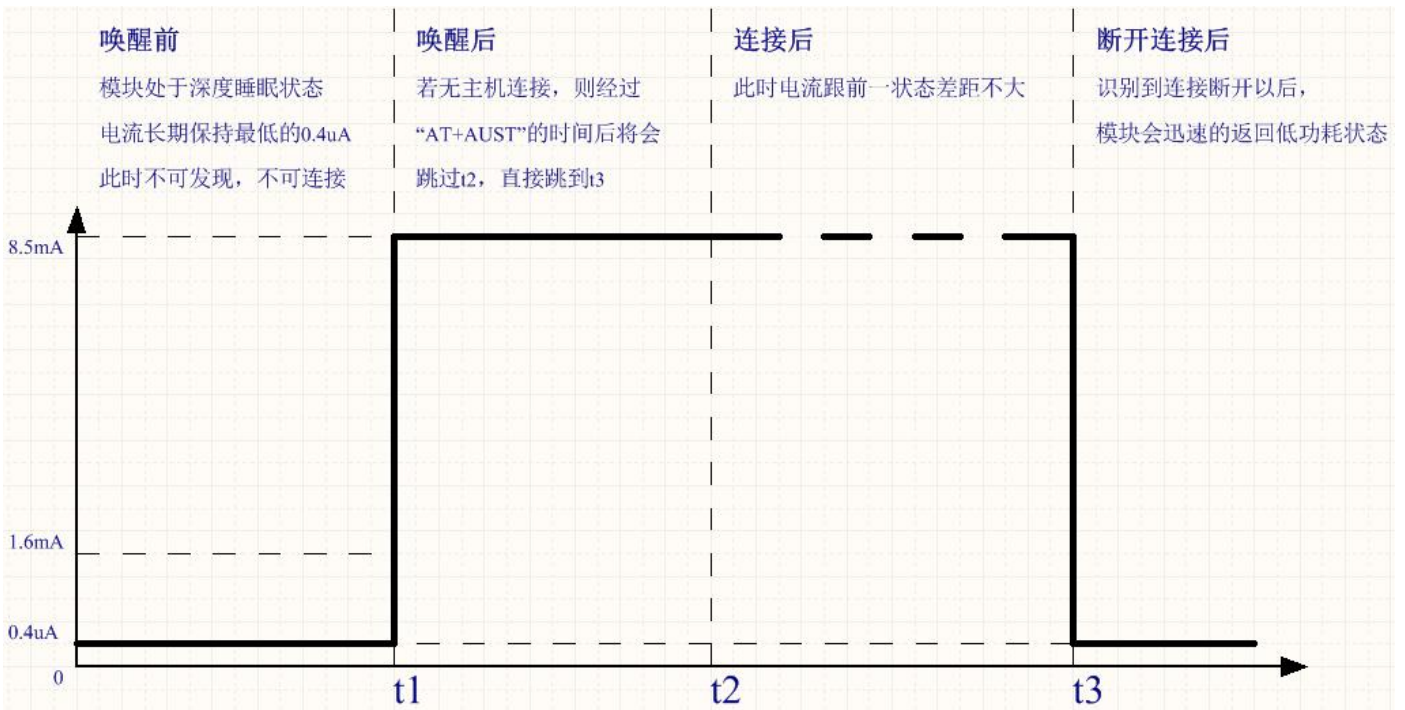 唤醒前
模块处于深度睡眠状态
电流长期保持最低的0.4uA
此时不可发现，不可连接
唤醒后
若无主机连接，则经过
“AT+AUST”的时间后将会
跳过t2，直接跳到t3
连接后
此时电流跟前一状态差距不大
断开连接后
识别到连接断开以后，
模块会迅速的返回低功耗状态
8.5mA
1.6mA
0.4uA
0
t1
t2
t3